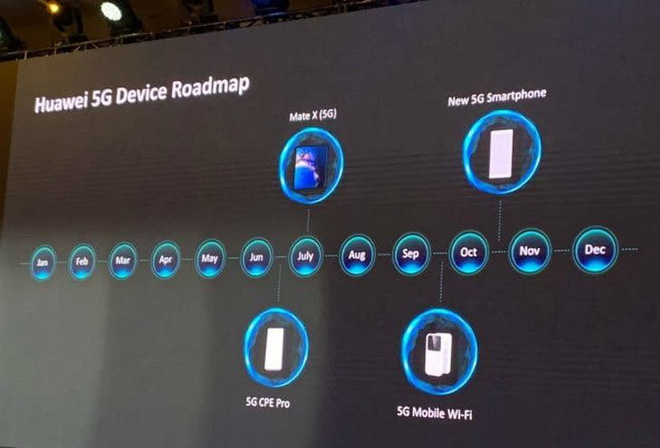 Huawei 5G Device Roadmap
Mate X (5G)
New 5G Smartphone
Jan
Feb
Mar
Apr
May
Jun
July
Aug
Sep
Oct
Nov
Dec
5G CPE Pro
5G Mobile Wi-Fi